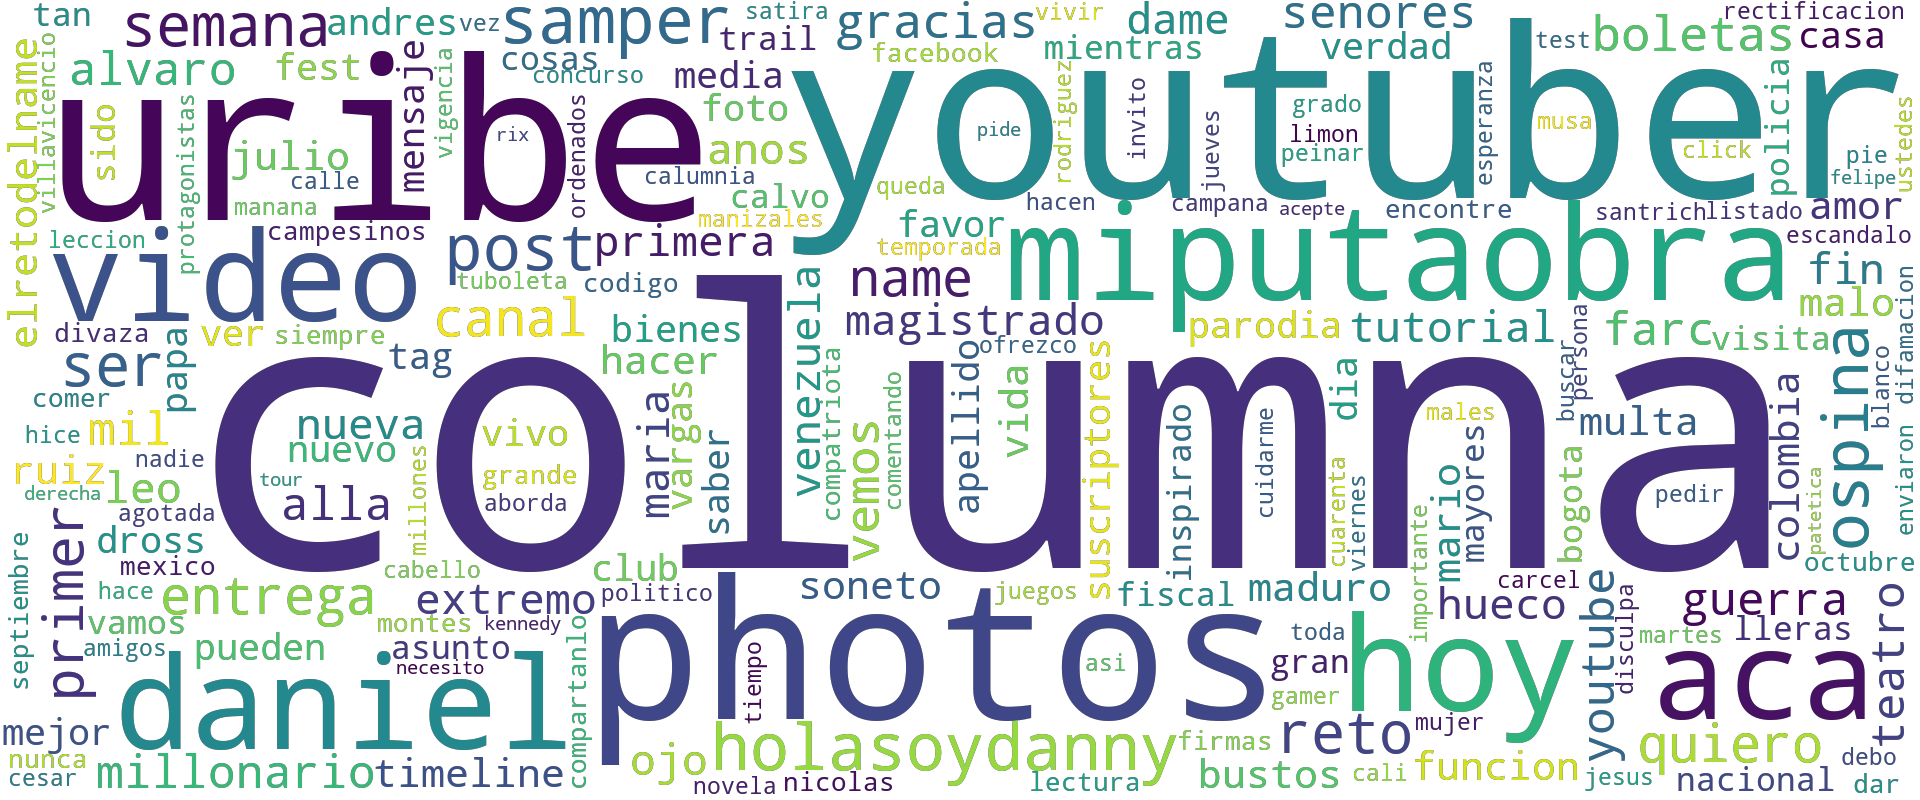 tan
semana
andres
vez
samper
satira
trail
gracias
vivir
dame
senores
rectificacion
alvaro
fest
cosas
concurso
media
facebook
mientras
verdad
test
boletas
casa
elretodelname
villavicencio
sido
protagonistas
uribe
mensaje
vigencia
rix
ordenados
foto
youtuber
pide
rodriguez
invito
jueves
grado
limon
peinar
esperanza
musa
click
policia
pie
felipe
ustedes
julio
calle
manana
campesinos
anos
calumnia
calvo
manizales
queda
hacen
campana
acepte
encontre
santrich
listado
amor
escandalo
leccion
video
post
primera
tuboleta
codigo
favor
temporada
name
miputaobra
fin
malo
divaza
ver
siempre
canal
bienes
venezuela
magistrado
parodia
tutorial
farc
visita
ser
papa
tag
hacer
ofrezco
persona
buscar
ospina
blanco
difamacion
comer
hice
mil
nadie
nueva
nuevo
columna
vivo
grande
aborda
maria
vargas
saber
compatriota
vemos
comentando
apellido
vida
suscriptores
inspirado
cuidarme
dia
males
mayores
multa
colombia
pedir
ruiz
derecha
leo
agotada
tour
alla
millones
cuarenta
viernes
mario
importante
bogota
patetica
enviaron
octubre
septiembre
primer
dross
mexico
hace
entrega
cabello
extremo
club
politico
soneto
juegos
fiscal
maduro
carcel
hueco
youtube
disculpa
guerra
lleras
martes
teatro
vamos
amigos
pueden
montes
kennedy
asunto
necesito
compartanlo
photos
tiempo
asi
toda
gran
gamer
hoy
mujer
aca
daniel
mejor
nunca
cesar
millonario
timeline
ojo
holasoydanny
novela
nicolas
firmas
lectura
bustos
reto
cali
funcion
jesus
quiero
nacional
debo
dar